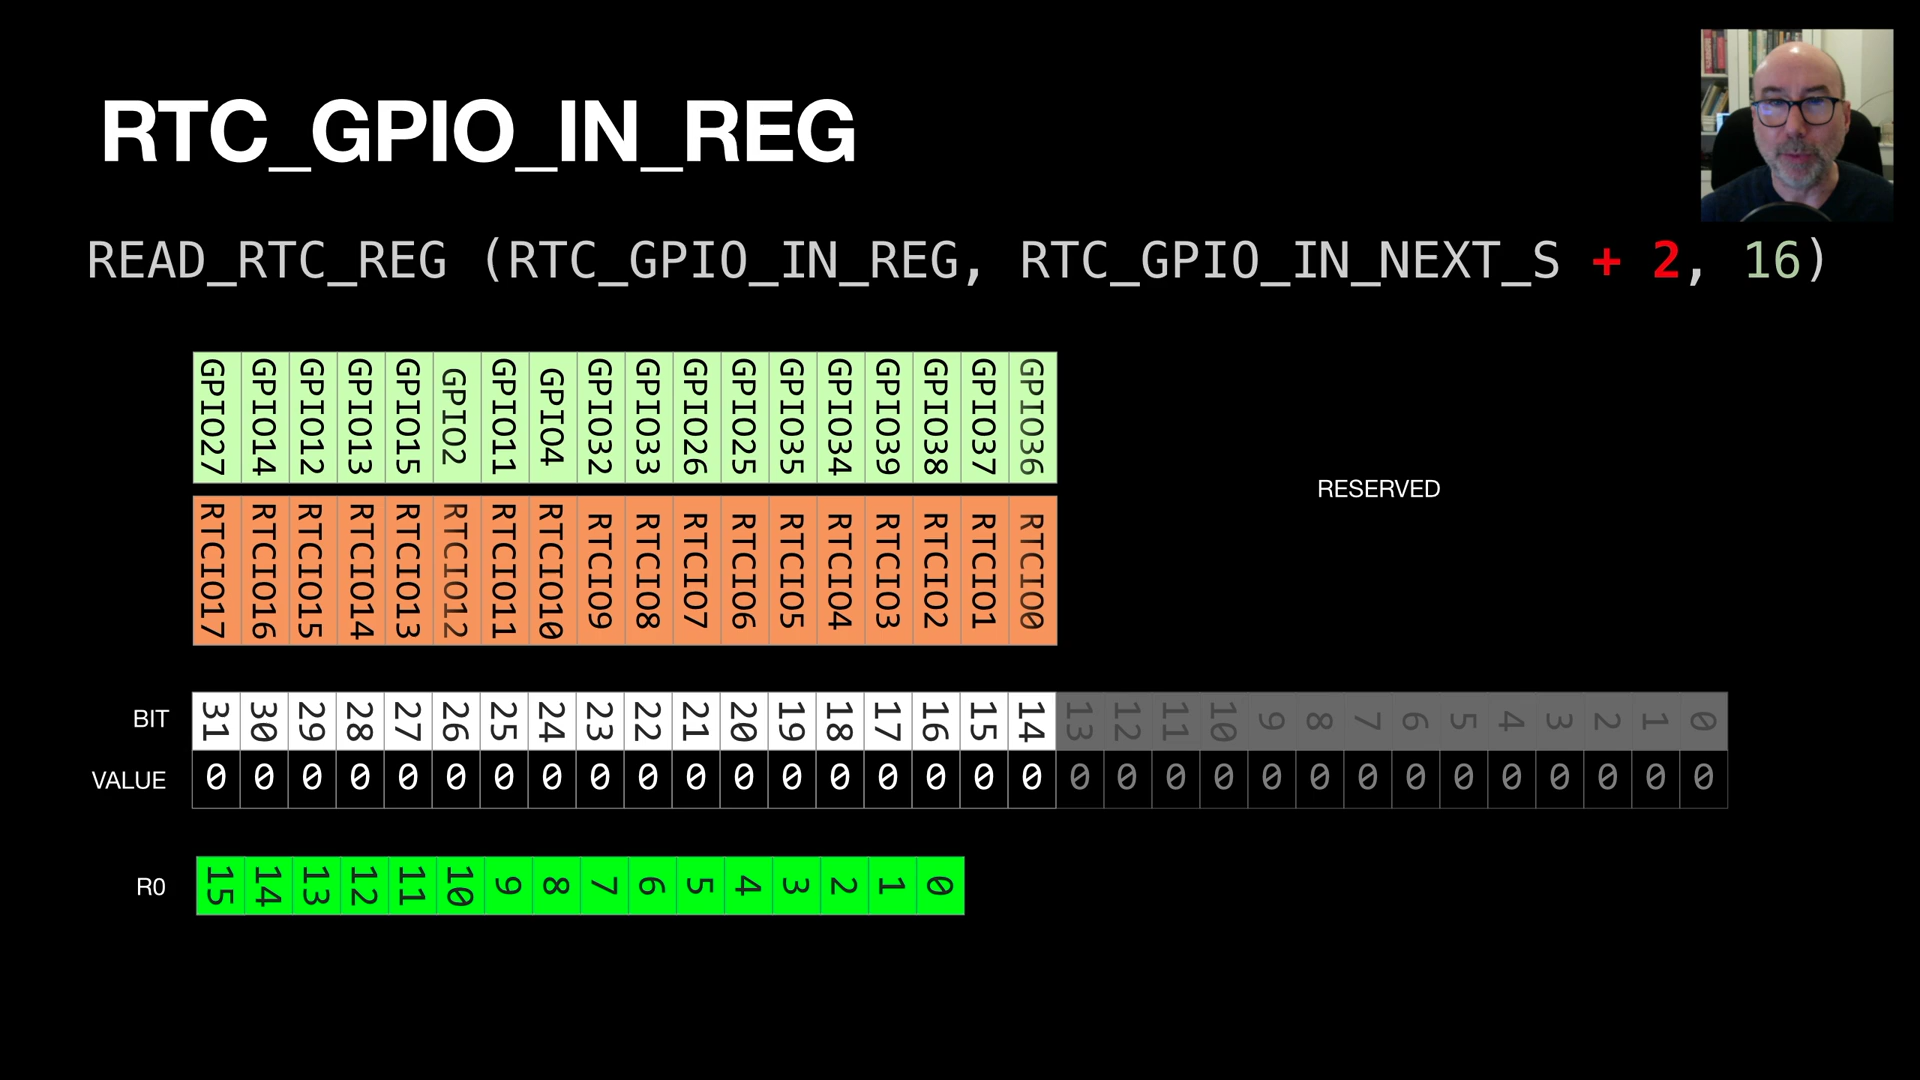 RTC_GPIO_IN_REG
READ_RTC_REG (RTC_GPIO_IN_REG, RTC_GPIO_IN_NEXT_S + 2, 16)
GPIO27 GPIO14 GPIO12 GPIO13 GPIO15 GPIO2 GPIO11 GPIO4 GPIO32 GPIO33 GPIO26 GPIO25 GPIO35 GPIO34 GPIO39 GPIO38 GPIO37 GPIO36
RESERVED
RTCIO17 RTCIO16 RTCIO15 RTCIO14 RTCIO13 RTCIO12 RTCIO11 RTCIO10 RTCIO9 RTCIO8 RTCIO7 RTCIO6 RTCIO5 RTCIO4 RTCIO3 RTCIO2 RTCIO1 RTCIO0
BIT 31 30 29 28 27 26 25 24 23 22 21 20 19 18 17 16 15 14 13 12 11 10 9 8 7 6 5 4 3 2 1 0
VALUE 0 0 0 0 0 0 0 0 0 0 0 0 0 0 0 0 0 0 0 0 0 0 0 0 0 0 0 0 0 0 0 0
R0 15 14 13 12 11 10 9 8 7 6 5 4 3 2 1 0